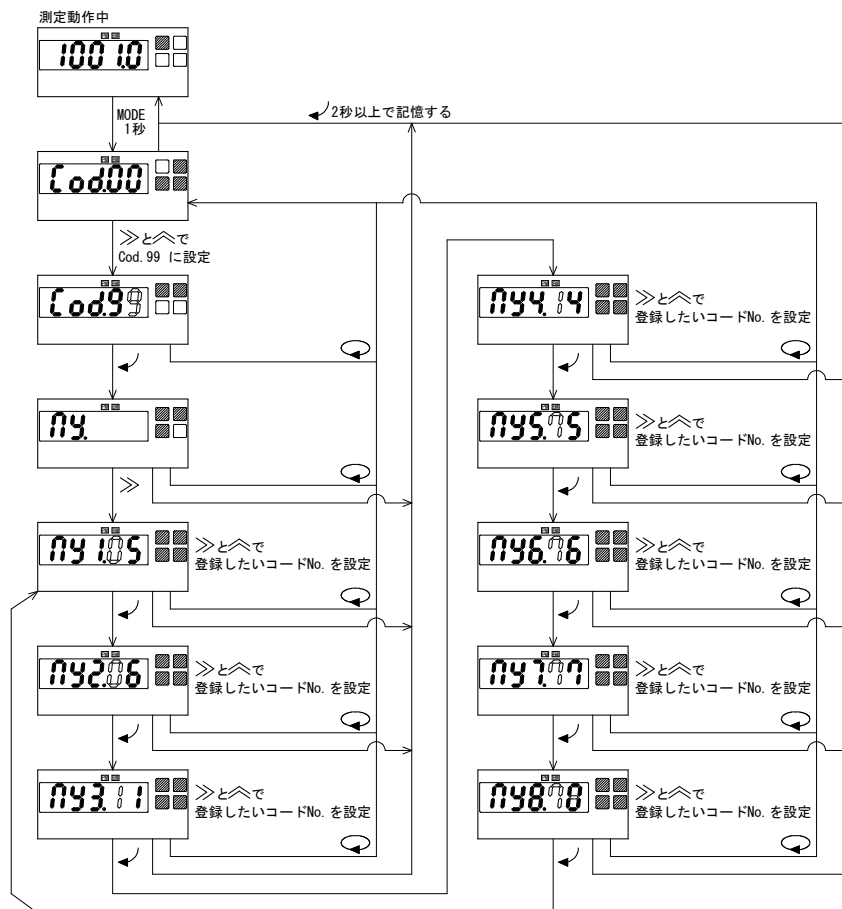 測定動作中
1001.0
MODE
1秒
2秒以上で記憶する
Cod.00
≫と︽で
Cod.99 に設定
Cod.99
My.
≫
My1.05
≫と︽で
登録したいコードNo.を設定
My2.06
≫と︽で
登録したいコードNo.を設定
My3.11
≫と︽で
登録したいコードNo.を設定
My4.14
≫と︽で
登録したいコードNo.を設定
My5.75
≫と︽で
登録したいコードNo.を設定
My6.76
≫と︽で
登録したいコードNo.を設定
My7.77
≫と︽で
登録したいコードNo.を設定
My8.78
≫と︽で
登録したいコードNo.を設定